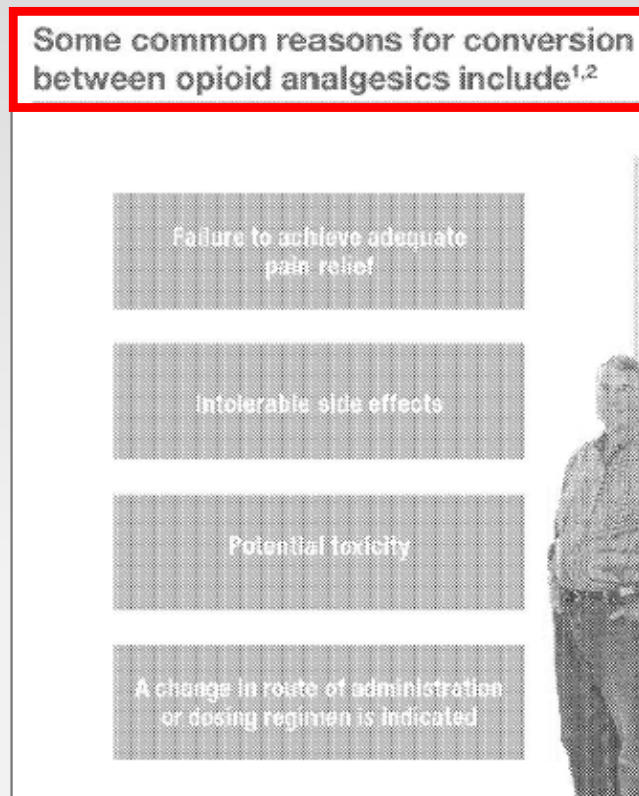 Some common reasons for conversion
between opioid analgesics include¹,²
Failure to achieve adequate
pain relief
Intolerable side effects
Potential toxicity
A change in route of administration
or dosing regimen is indicated